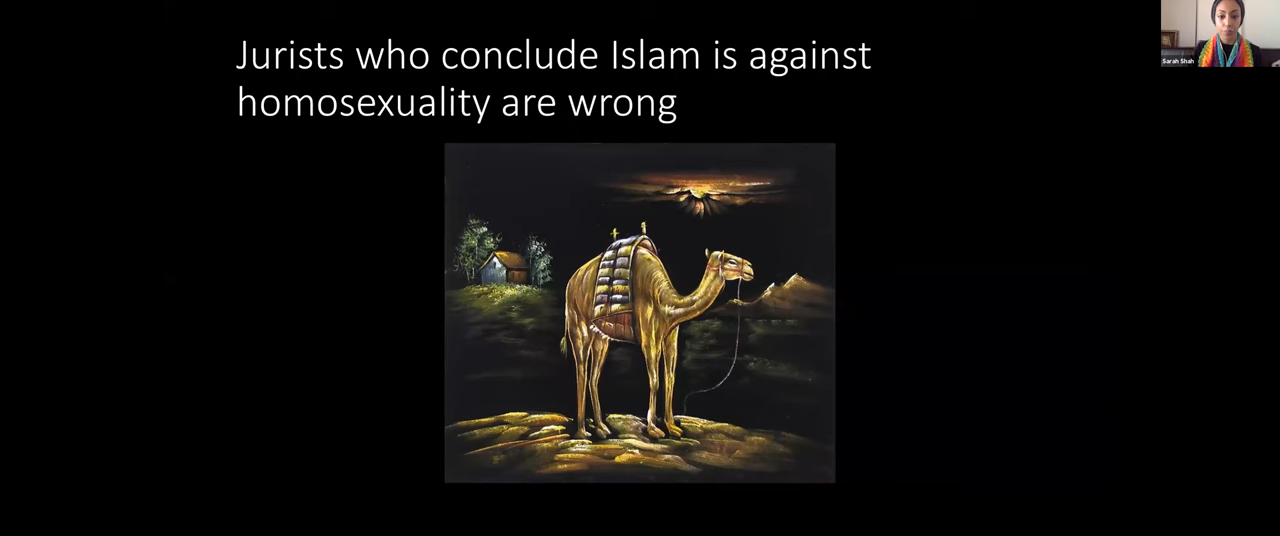 Jurists who conclude Islam is against
homosexuality are wrong
Sarah Shah